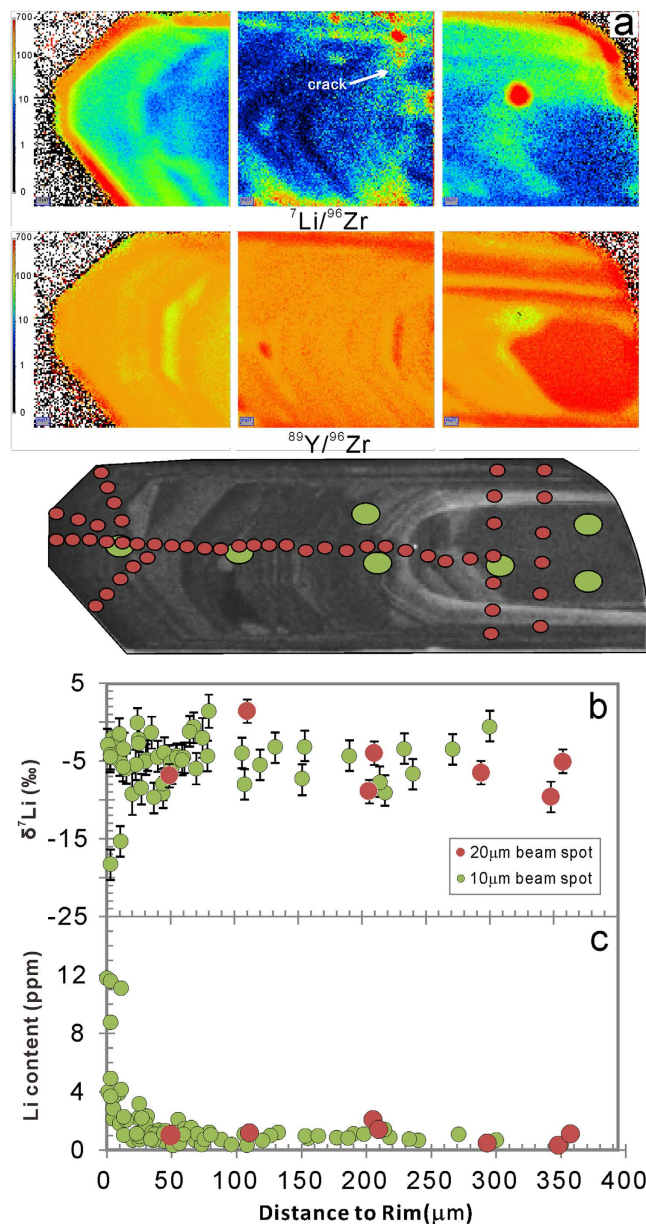 a
700
100
10
1
0
crack
⁷Li/⁹⁶Zr
700
400
10
1
0
⁸⁹Y/⁹⁶Zr
b
5
-5
-15
-25
δ⁷Li (‰)
20μm beam spot
10μm beam spot
c
12
8
4
0
Li content (ppm)
0 50 100 150 200 250 300 350 400
Distance to Rim(μm)